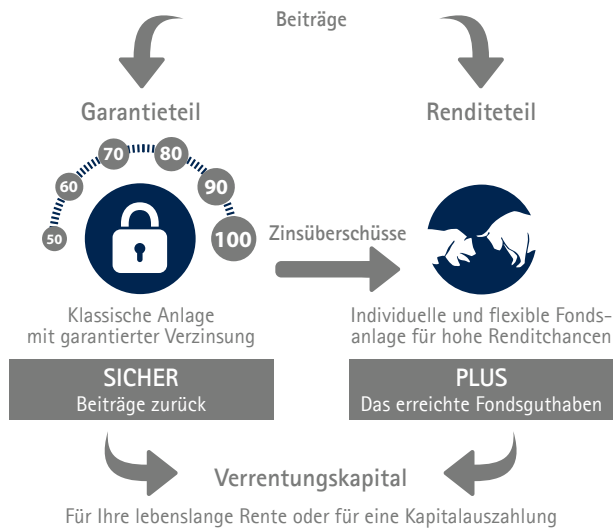 Beiträge
Garantieteil
Renditeteil
50
60
70
80
90
100
Zinsüberschüsse
Klassische Anlage
mit garantierter Verzinsung
Individuelle und flexible Fonds-
anlage für hohe Renditchancen
SICHER
Beiträge zurück
PLUS
Das erreichte Fondsguthaben
Verrentungskapital
Für Ihre lebenslange Rente oder für eine Kapitalauszahlung